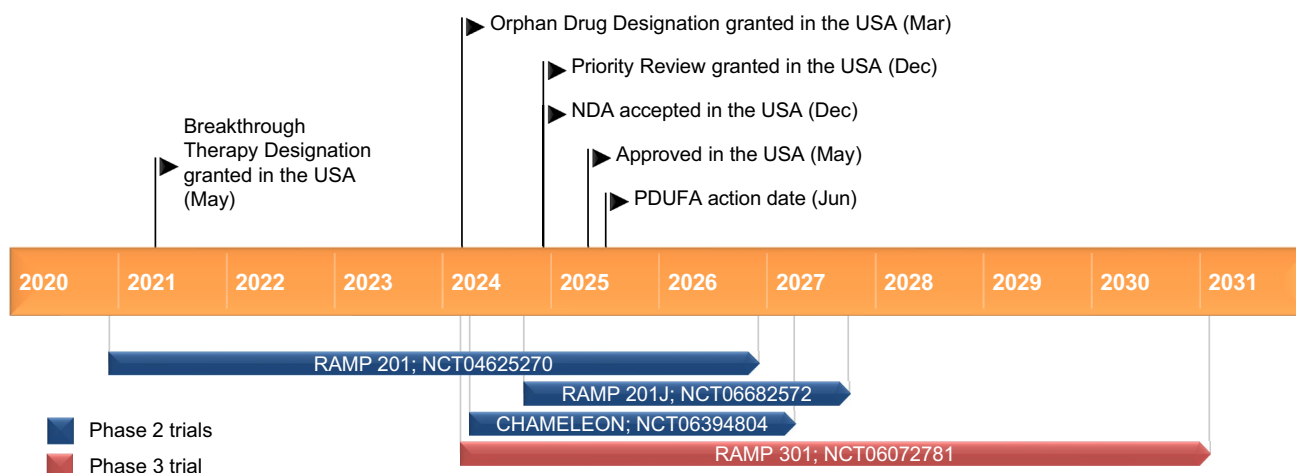 Orphan Drug Designation granted in the USA (Mar)
Priority Review granted in the USA (Dec)
NDA accepted in the USA (Dec)
Breakthrough
Therapy Designation
granted in the USA
(May)
Approved in the USA (May)
PDUFA action date (Jun)
2020 2021 2022 2023 2024 2025 2026 2027 2028 2029 2030 2031
RAMP 201; NCT04625270
RAMP 201J; NCT06682572
CHAMELEON; NCT06394804
RAMP 301; NCT06072781
Phase 2 trials
Phase 3 trial